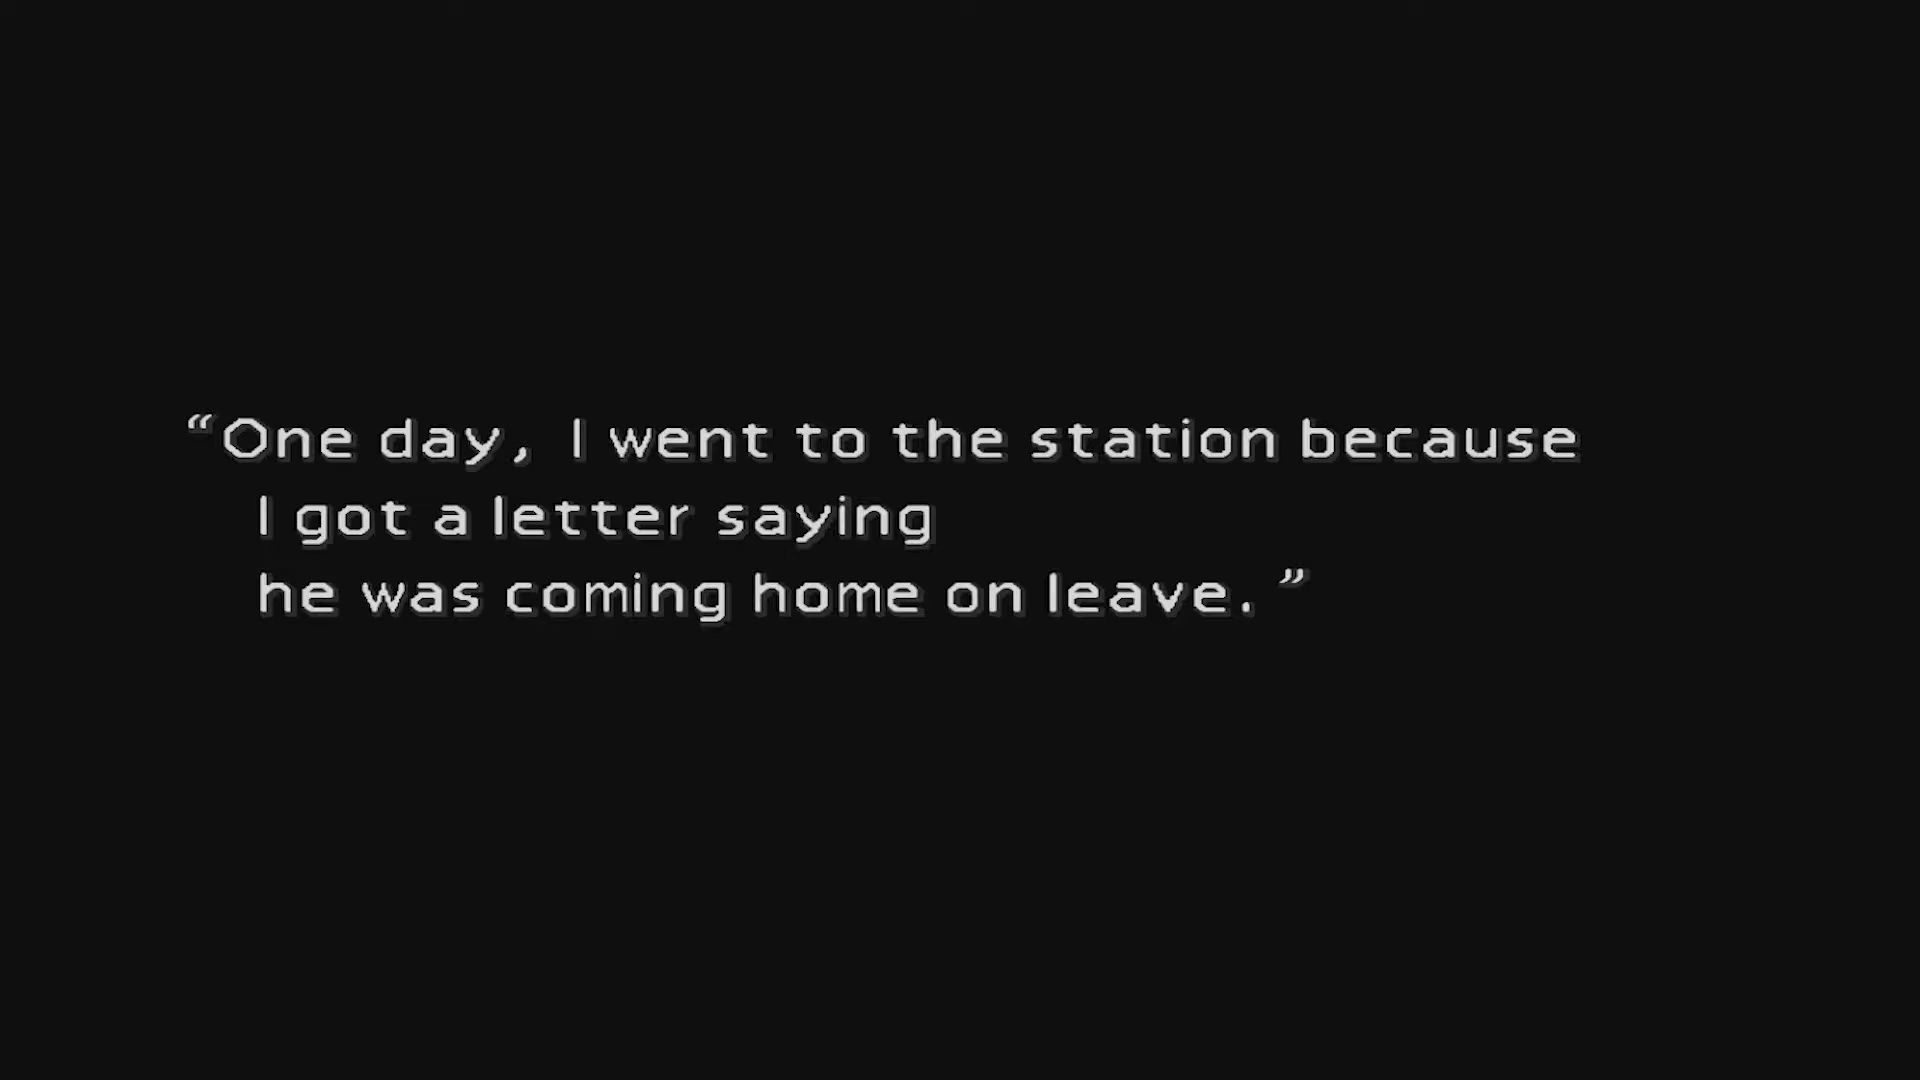 “One day, I went to the station because
I got a letter saying
he was coming home on leave.”